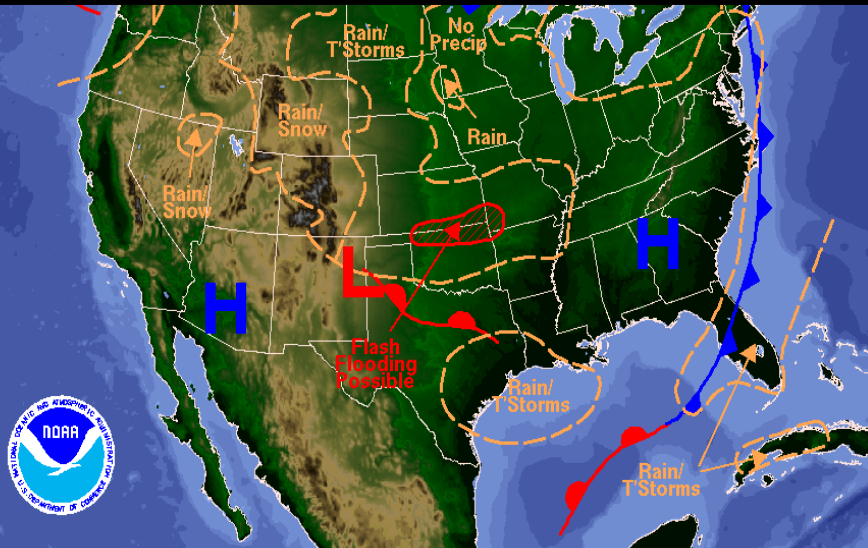 Rain/
T'Storms
No
Precip
Rain/
Snow
Rain
Rain/
Snow
H
L
H
Flash
Flooding
Possible
Rain/
T'Storms
Rain/
T'Storms
NATIONAL OCEANIC AND ATMOSPHERIC ADMINISTRATION
NOAA
U.S. DEPARTMENT OF COMMERCE